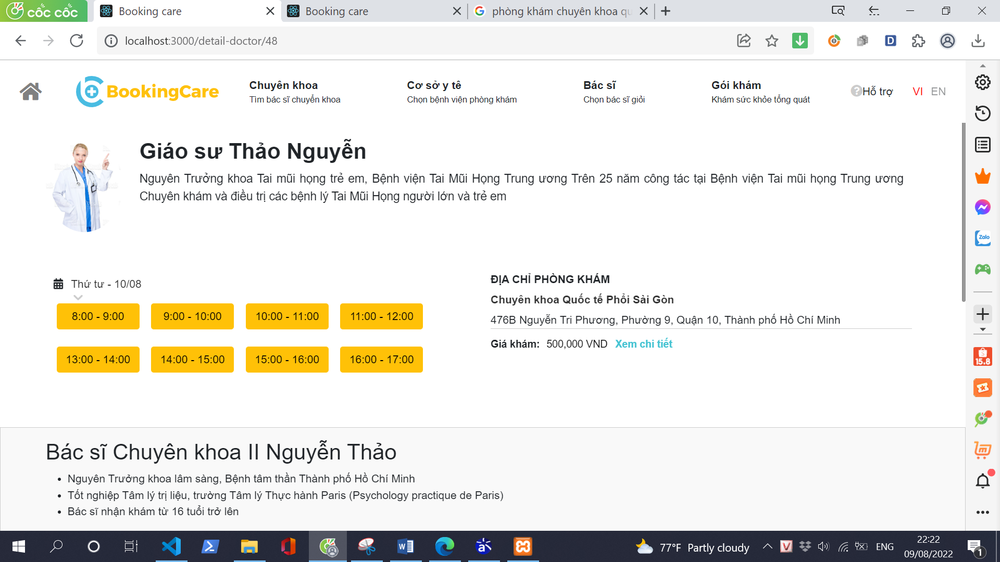 cốc cốc
Booking care
Booking care
phòng khám chuyên khoa qu
localhost:3000/detail-doctor/48
BookingCare
Chuyên khoa
Tìm bác sĩ chuyển khoa
Cơ sở y tê
Chọn bệnh viện phòng khám
Bác sĩ
Chọn bác sĩ giỏi
Gói khám
Khám sức khỏe tổng quát
Hỗ trợ
VI EN
Giáo sư Thảo Nguyễn
Nguyên Trưởng khoa Tai mũi họng trẻ em, Bệnh viện Tai Mũi Họng Trung ương Trên 25 năm công tác tại Bệnh viện Tai mũi họng Trung ương
Chuyên khám và điều trị các bệnh lý Tai Mũi Họng người lớn và trẻ em
Thứ tư - 10/08
8:00 - 9:00
9:00 - 10:00
10:00 - 11:00
11:00 - 12:00
13:00 - 14:00
14:00 - 15:00
15:00 - 16:00
16:00 - 17:00
ĐỊA CHỈ PHÒNG KHÁM
Chuyên khoa Quốc tế Phổi Sài Gòn
476B Nguyễn Tri Phương, Phường 9, Quận 10, Thành phố Hồ Chí Minh
Giá khám: 500,000 VND Xem chi tiết
Bác sĩ Chuyên khoa II Nguyễn Thảo
Nguyên Trưởng khoa lâm sàng, Bệnh tâm thần Thành phố Hồ Chí Minh
Tốt nghiệp Tâm lý trị liệu, trường Tâm lý Thực hành Paris (Psychology practique de Paris)
Bác sĩ nhận khám từ 16 tuổi trở lên
Zalo
15.8
77°F Partly cloudy
ENG
22:22
09/08/2022
1